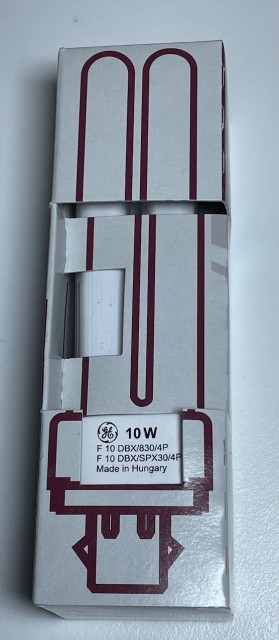 GE 10 W
F 10 DBX/830/4P
F 10 DBX/SPX30/4P
Made in Hungary